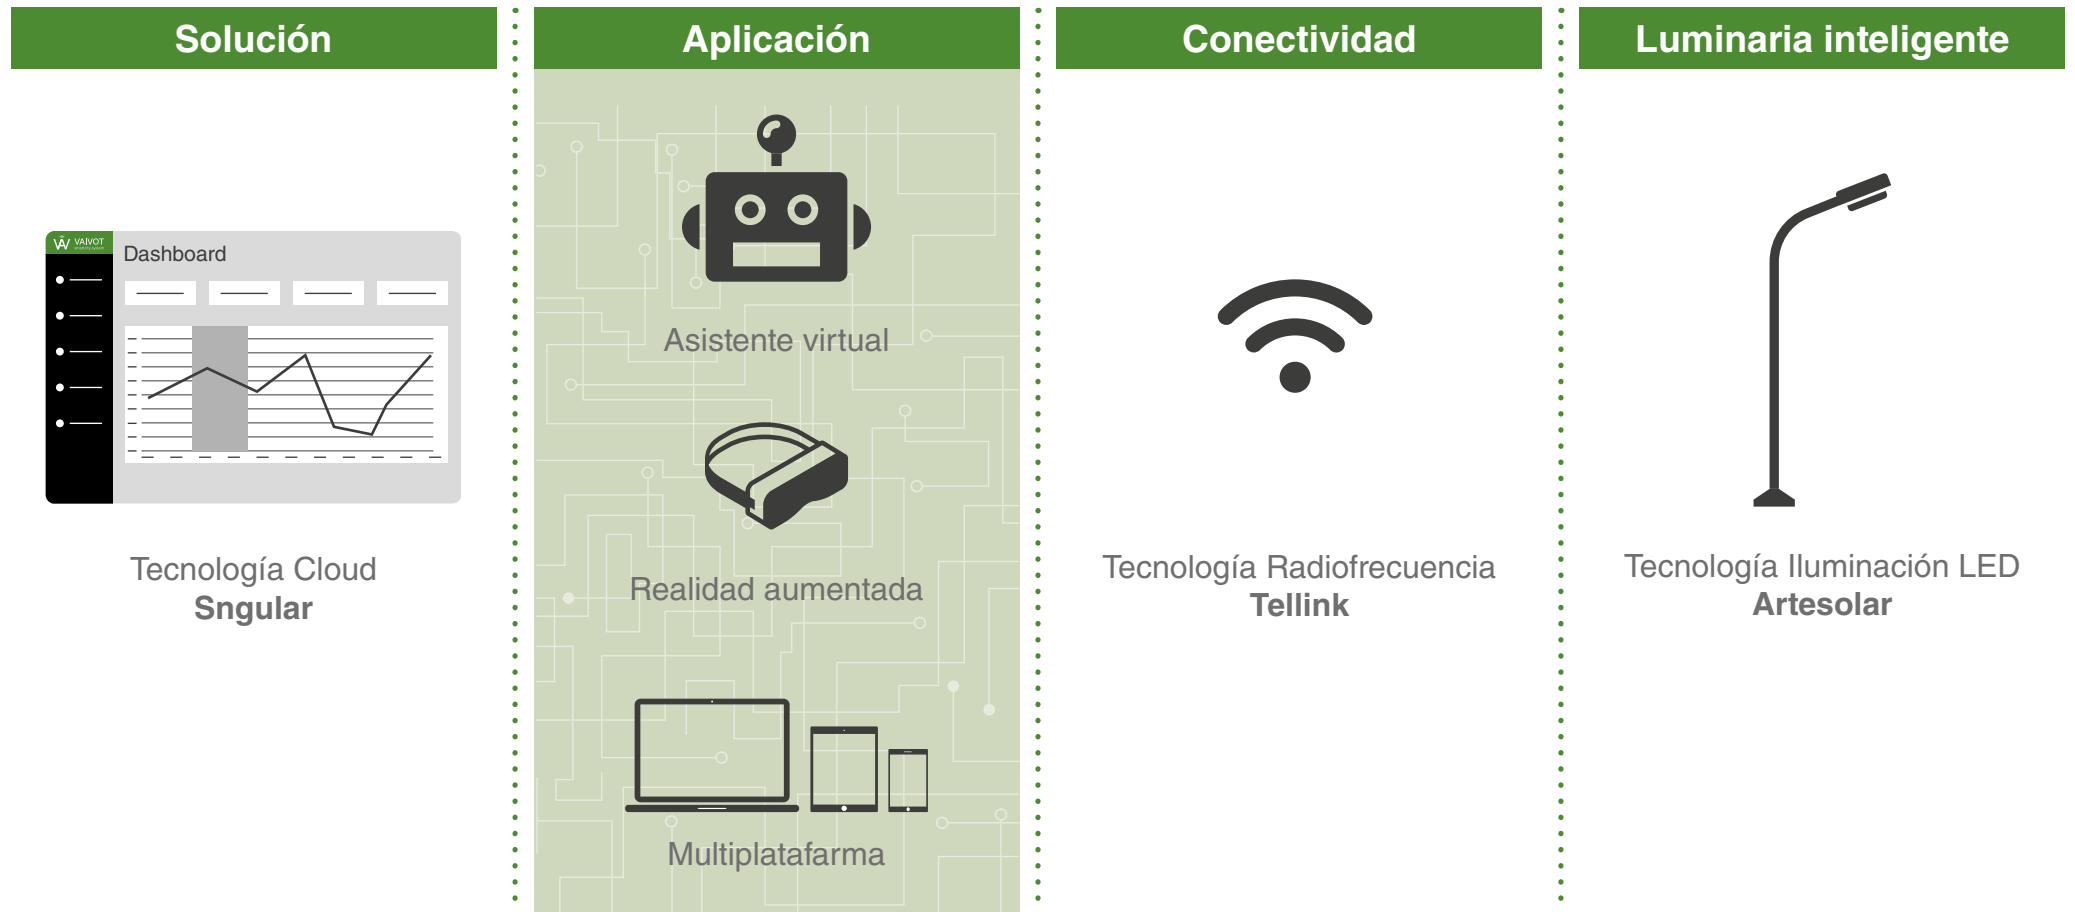 Solución
VAIVOT
Dashboard
Tecnología Cloud
Sngular
Aplicación
Asistente virtual
Realidad aumentada
Multiplatafarma
Conectividad
Tecnología Radiofrecuencia
Tellink
Luminaria inteligente
Tecnología Iluminación LED
Artesolar